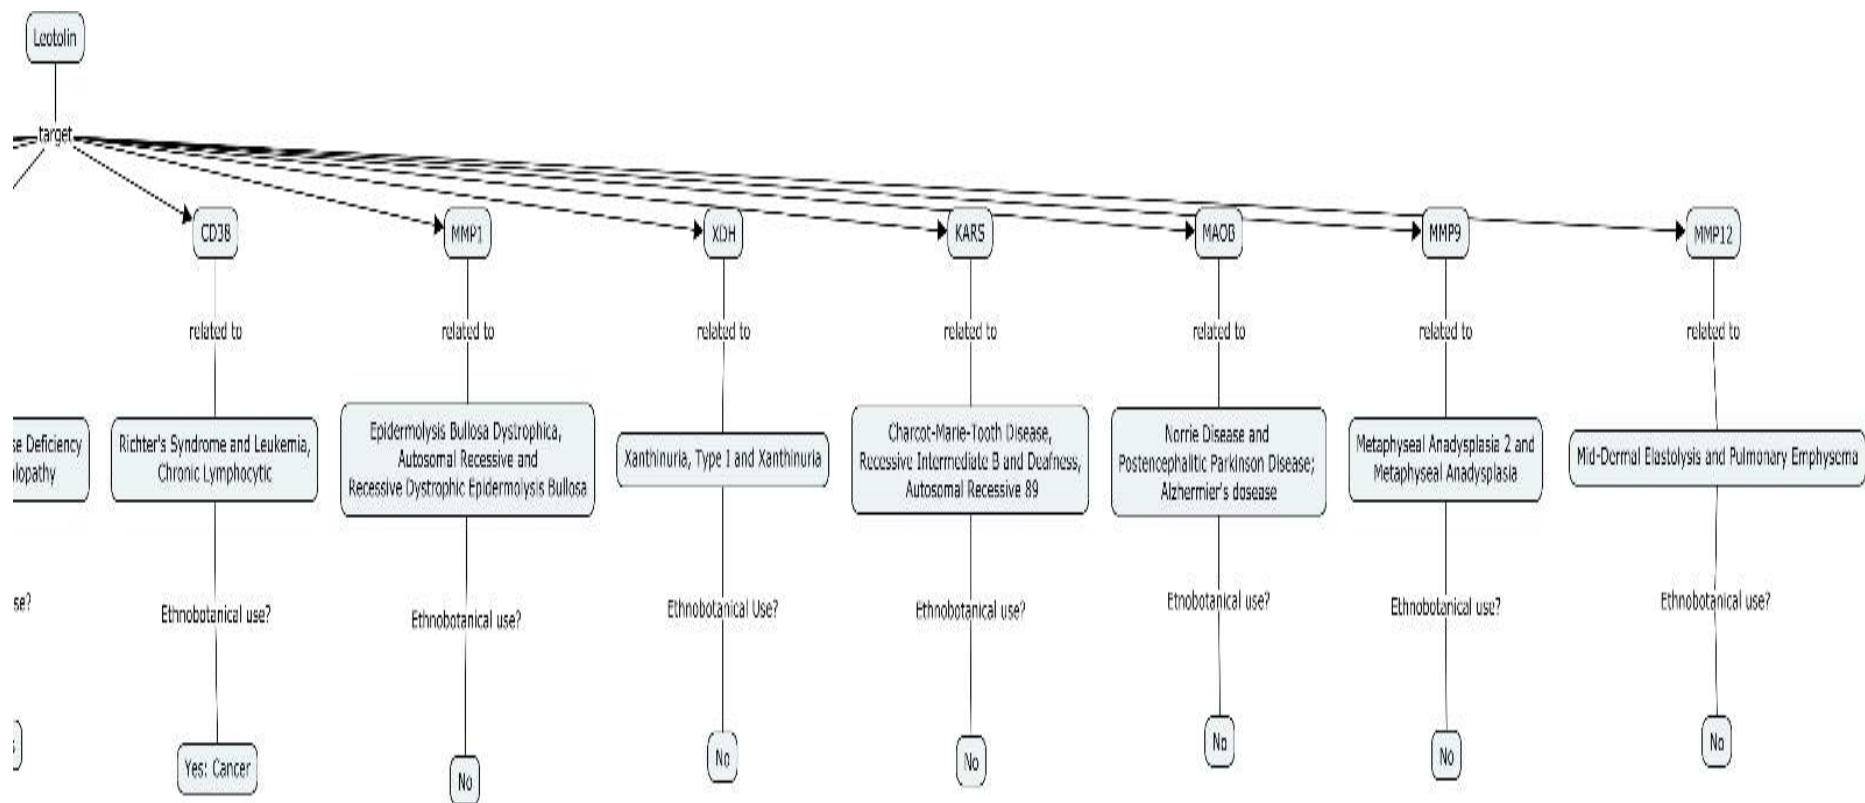 Leotolin
target
CD38
MMP1
XDH
KARS
MAOB
MMP9
MMP12
related to
related to
related to
related to
related to
related to
related to
se Deficiency
lopathy
Richter's Syndrome and Leukemia,
Chronic Lymphocytic
Epidermolysis Bullosa Dystrophica,
Autosomal Recessive and
Recessive Dystrophic Epidermolysis Bullosa
Xanthinuria, Type I and Xanthinuria
Charcot-Marie-Tooth Disease,
Recessive Intermediate B and Deafness,
Autosomal Recessive 89
Norrie Disease and
Postencephalitic Parkinson Disease;
Alzhermier's dosease
Metaphyseal Anadysplasia 2 and
Metaphyseal Anadysplasia
Mid-Dermal Elastolysis and Pulmonary Emphysema
se?
Ethnobotanical use?
Ethnobotanical use?
Ethnobotanical Use?
Ethnobotanical use?
Etnobotanical use?
Ethnobotanical use?
Ethnobotanical use?
Yes: Cancer
No
No
No
No
No
No